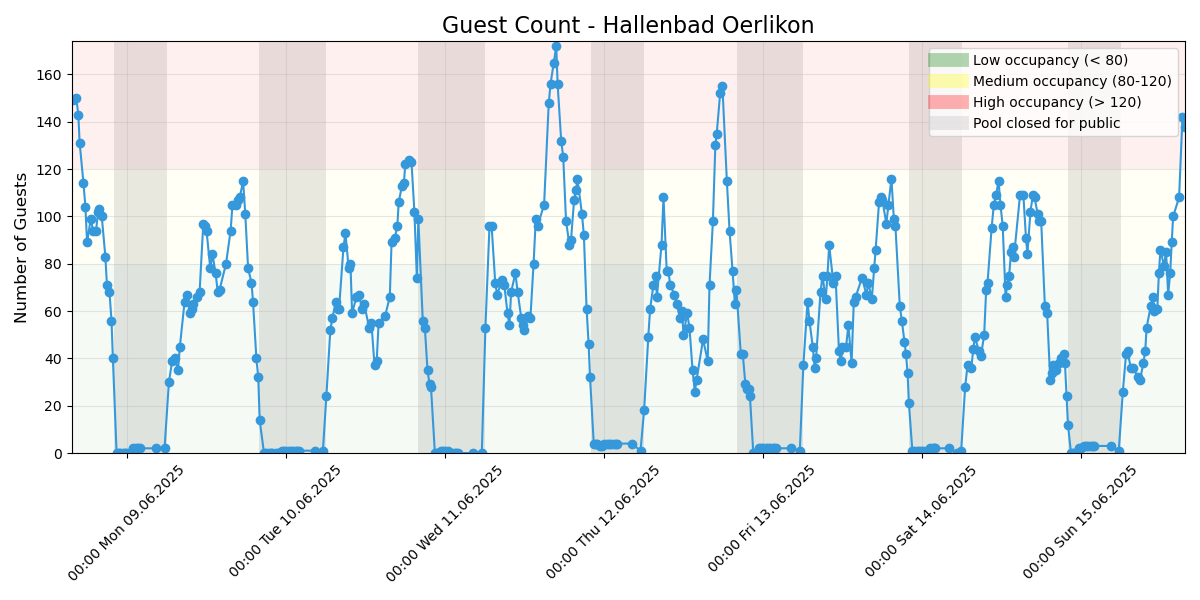 Guest Count - Hallenbad Oerlikon
Low occupancy (< 80)
Medium occupancy (80-120)
High occupancy (> 120)
Pool closed for public
Number of Guests
160
140
120
100
80
60
40
20
0
00:00 Mon 09.06.2025
00:00 Tue 10.06.2025
00:00 Wed 11.06.2025
00:00 Thu 12.06.2025
00:00 Fri 13.06.2025
00:00 Sat 14.06.2025
00:00 Sun 15.06.2025